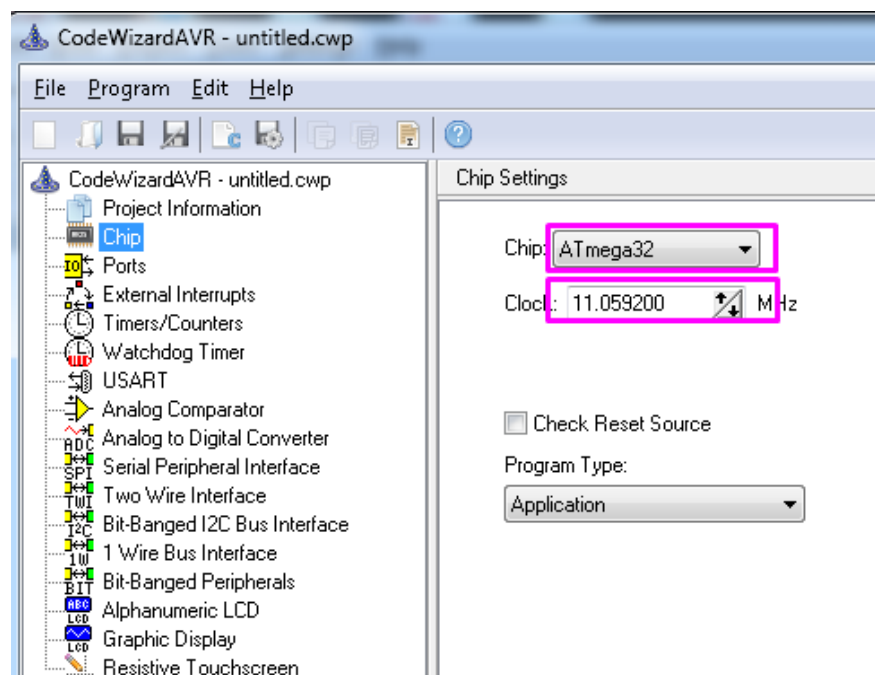 CodeWizardAVR - untitled.cwp
File Program Edit Help
CodeWizardAVR - untitled.cwp
Project Information
Chip
Ports
External Interrupts
Timers/Counters
Watchdog Timer
USART
Analog Comparator
Analog to Digital Converter
Serial Peripheral Interface
Two Wire Interface
Bit-Banged I2C Bus Interface
1 Wire Bus Interface
Bit-Banged Peripherals
Alphanumeric LCD
Graphic Display
Resistive Touchscreen
Chip Settings
Chip: ATmega32
Clock: 11.059200 MHz
Check Reset Source
Program Type:
Application